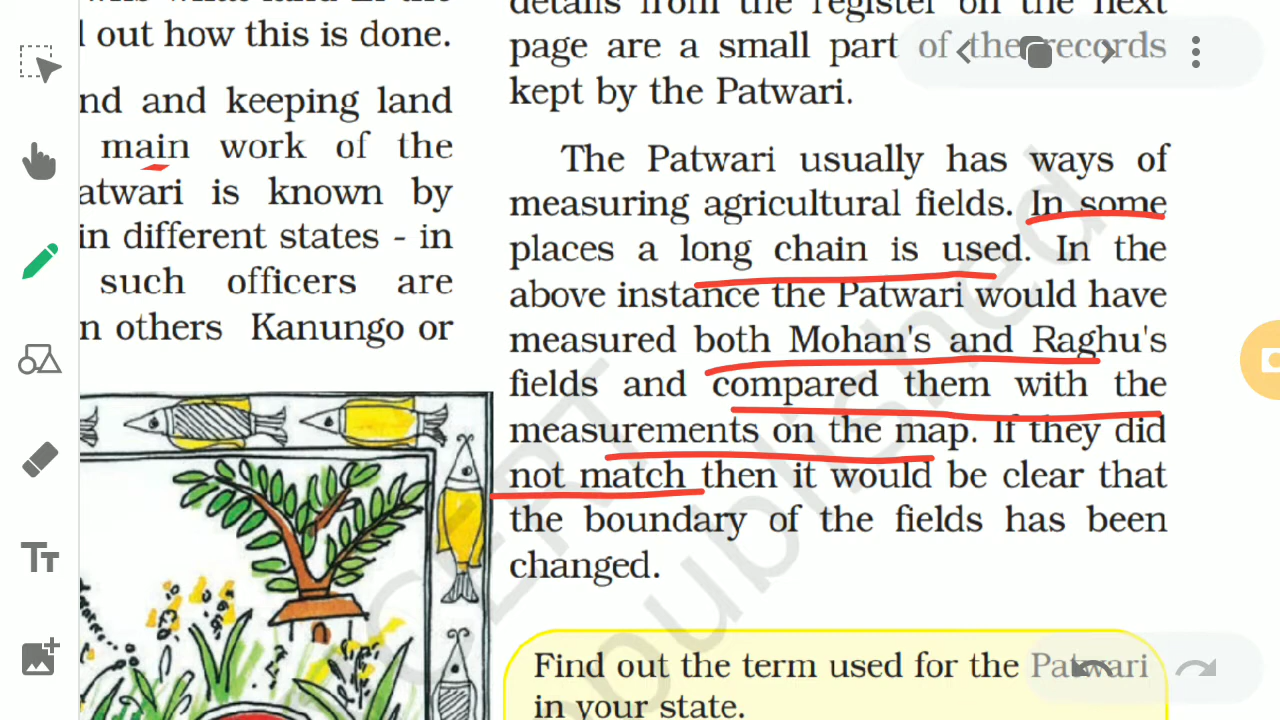 l out how this is done.
nd and keeping land
main work of the
atwari is known by
in different states - in
such officers are
n others Kanungo or
details from the register on the next
page are a small part of the records
kept by the Patwari.
The Patwari usually has ways of
measuring agricultural fields. In some
places a long chain is used. In the
above instance the Patwari would have
measured both Mohan's and Raghu's
fields and compared them with the
measurements on the map. If they did
not match then it would be clear that
the boundary of the fields has been
changed.
Find out the term used for the Patwari
in your state.
published
Tт